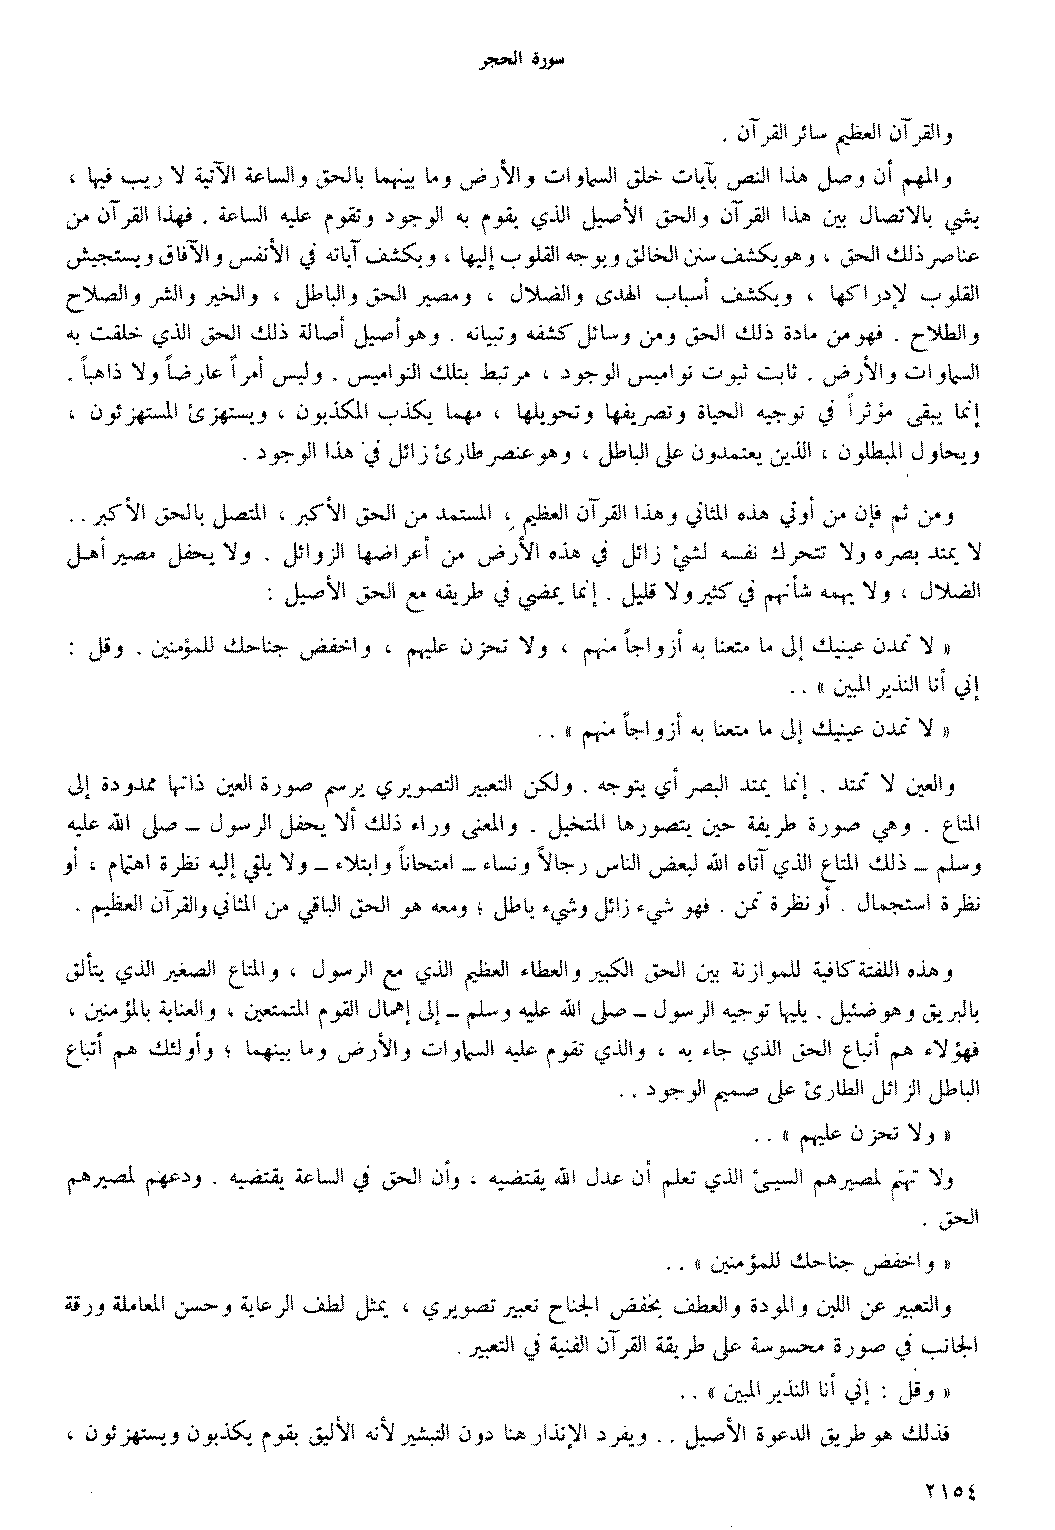 سورة الحجر
والقرآن العظيم سائر القرآن .
والمهم أن وصل هذا النص بآيات خلق السماوات والأرض وما بينهما بالحق والساعة الآتية لا ريب فيها ،
يشي بالاتصال بين هذا القرآن والحق الأصيل الذي يقوم به الوجود وتقوم عليه الساعة . فهذا القرآن من
عناصر ذلك الحق ، وهو يكشف سنن الخالق ويوجه القلوب إليها ، ويكشف آياته في الأنفس والآفاق ويستجيش
القلوب لإدراكها ، ويكشف أسباب الهدى والضلال ، ومصير الحق والباطل ، والخير والشر والصلاح
والطلاح . فهو من مادة ذلك الحق ومن وسائل كشفه وتبيانه . وهو أصيل أصالة ذلك الحق الذي خلقت به
السماوات والأرض . ثابت ثبوت نواميس الوجود ، مرتبط بتلك النواميس . وليس أمراً عارضاً ولا ذاهباً .
إنما يبقى مؤثراً في توجيه الحياة وتصريفها وتحويلها ، مهما يكذب المكذبون ، ويستهزئ المستهزئون ،
ويحاول المبطلون ، الذين يعتمدون على الباطل ، وهو عنصر طارئ زائل في هذا الوجود .
ومن ثم فإن من أوتي هذه المثاني وهذا القرآن العظيم ، المستمد من الحق الأكبر ، المتصل بالحق الأكبر . .
لا يمتد بصره ولا تتحرك نفسه لشيء زائل في هذه الأرض من أعراضها الزوائل . ولا يحفل مصير أهل
الضلال ، ولا يهمه شأنهم في كثير ولا قليل . إنما يمضي في طريقه مع الحق الأصيل :
« لا تمدن عينيك إلى ما متعنا به أزواجاً منهم ، ولا تحزن عليهم ، واخفض جناحك للمؤمنين . وقل :
إني أنا النذير المبين » . .
« لا تمدن عينيك إلى ما متعنا به أزواجاً منهم » . .
والعين لا تمتد . إنما يمتد البصر أي يتوجه . ولكن التعبير التصويري يرسم صورة العين ذاتها ممدودة إلى
المتاع . وهي صورة طريفة حين يتصورها المتخيل . والمعنى وراء ذلك ألا يحفل الرسول – صلى الله عليه
وسلم – ذلك المتاع الذي آتاه الله لبعض الناس رجالاً ونساء – امتحاناً وابتلاء – ولا يلقي إليه نظرة اهتمام ، أو
نظرة استجمال . أو نظرة تمن . فهو شيء زائل وشيء باطل ؛ ومعه هو الحق الباقي من المثاني والقرآن العظيم .
وهذه اللفتة كافية للموازنة بين الحق الكبير والعطاء العظيم الذي مع الرسول ، والمتاع الصغير الذي يتألق
بالبريق وهو ضئيل . يليها توجيه الرسول – صلى الله عليه وسلم – إلى إهمال القوم المتمتعين ، والعناية بالمؤمنين ،
فهؤلاء هم أتباع الحق الذي جاء به ، والذي تقوم عليه السماوات والأرض وما بينهما ؛ وأولئك هم أتباع
الباطل الزائل الطارئ على صميم الوجود . .
« ولا تحزن عليهم » . .
ولا تهتم لمصيرهم السيئ الذي تعلم أن عدل الله يقتضيه ، وأن الحق في الساعة يقتضيه . ودعهم لمصيرهم
الحق .
« واخفض جناحك للمؤمنين » . .
والتعبير عن اللين والمودة والعطف بخفض الجناح تعبير تصويري ، يمثل لطف الرعاية وحسن المعاملة ورقة
الجانب في صورة محسوسة على طريقة القرآن الفنية في التعبير .
« وقل : إني أنا النذير المبين » . .
فذلك هو طريق الدعوة الأصيل . . ويفرد الإنذار هنا دون التبشير لأنه الأليق بقوم يكذبون ويستهزئون ،
٢١٥٤